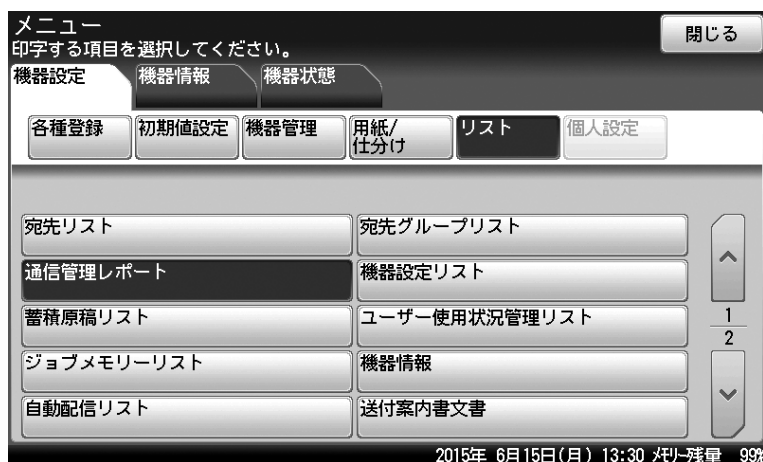 メニュー
印字する項目を選択してください。
閉じる
機器設定 機器情報 機器状態
各種登録 初期値設定 機器管理 用紙/ リスト 個人設定
仕分け
宛先リスト 宛先グループリスト
通信管理レポート 機器設定リスト
蓄積原稿リスト ユーザー使用状況管理リスト
1
2
ジョブメモリーリスト 機器情報
自動配信リスト 送付案内書文書
2015年 6月15日(月) 13:30 メモリー残量 99%